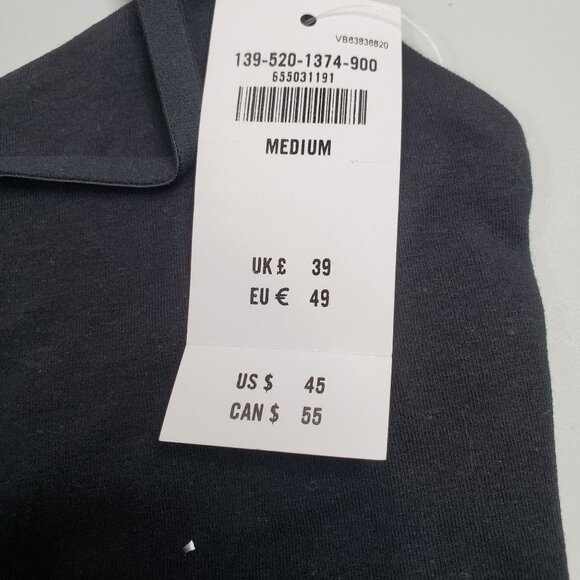 VB63836820
139-520-1374-900
655031191
MEDIUM
UK £ 39
EU € 49
US $ 45
CAN $ 55